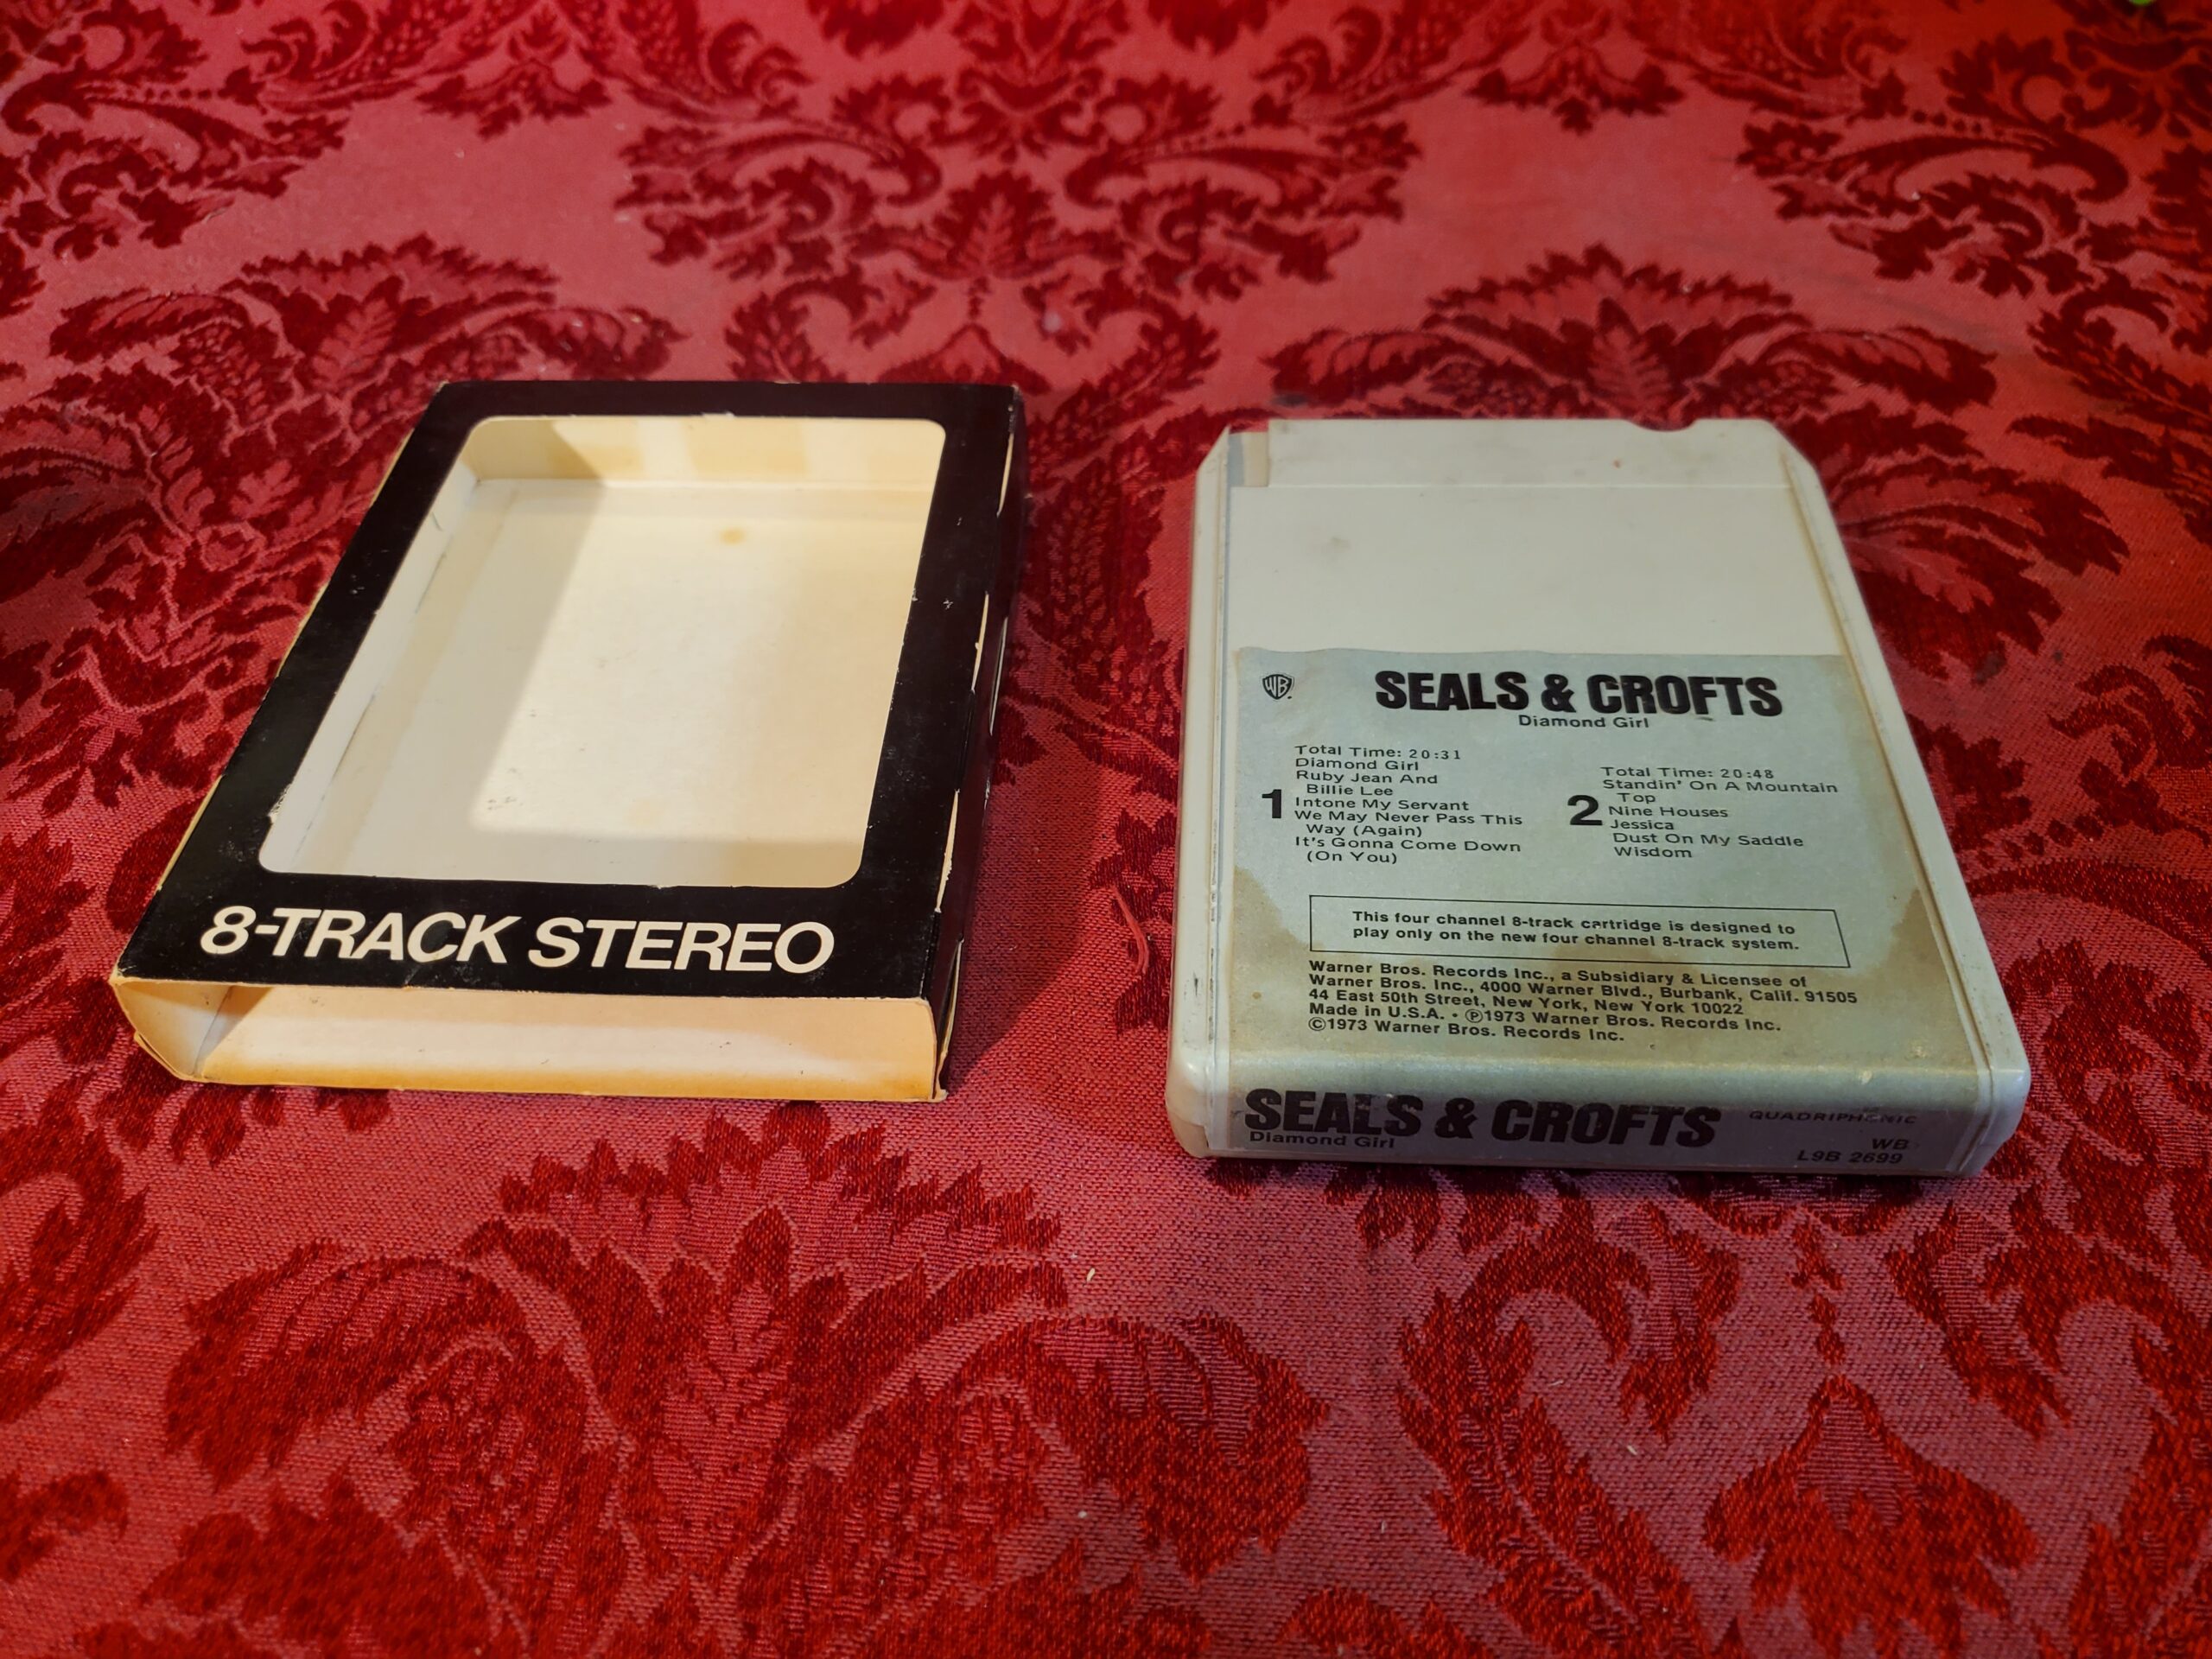 8-TRACK STEREO
WB
SEALS & CROFTS
Diamond Girl
1
Total Time: 20:31
Diamond Girl
Ruby Jean And
Billie Lee
Intone My Servant
We May Never Pass This
Way (Again)
It's Gonna Come Down
(On You)
2
Total Time: 20:48
Standin' On A Mountain
Top
Nine Houses
Jessica
Dust On My Saddle
Wisdom
This four channel 8-track cartridge is designed to
play only on the new four channel 8-track system.
Warner Bros. Records Inc., a Subsidiary & Licensee of
Warner Bros. Inc., 4000 Warner Blvd., Burbank, Calif. 91505
44 East 50th Street, New York, New York 10022
Made in U.S.A. • ℗1973 Warner Bros. Records Inc.
©1973 Warner Bros. Records Inc.
SEALS & CROFTS
Diamond Girl
QUADRIPHENIC
WB
L9B 2699